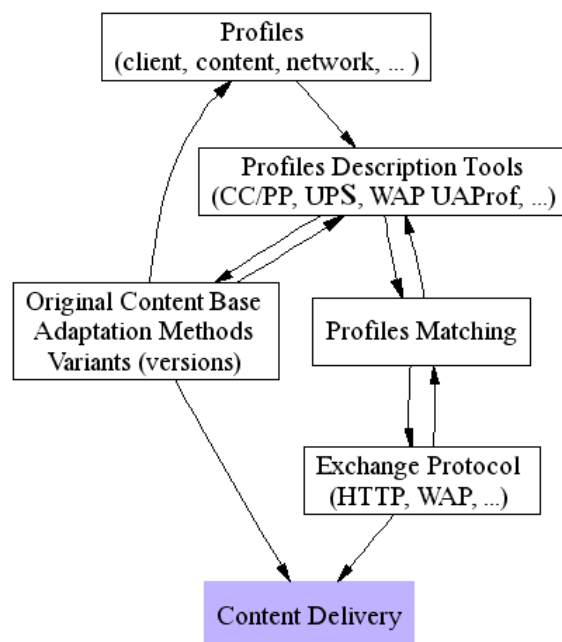 Profiles
(client, content, network, ... )
Profiles Description Tools
(CC/PP, UPS, WAP UAProf, ...)
Original Content Base
Adaptation Methods
Variants (versions)
Profiles Matching
Exchange Protocol
(HTTP, WAP, ...)
Content Delivery